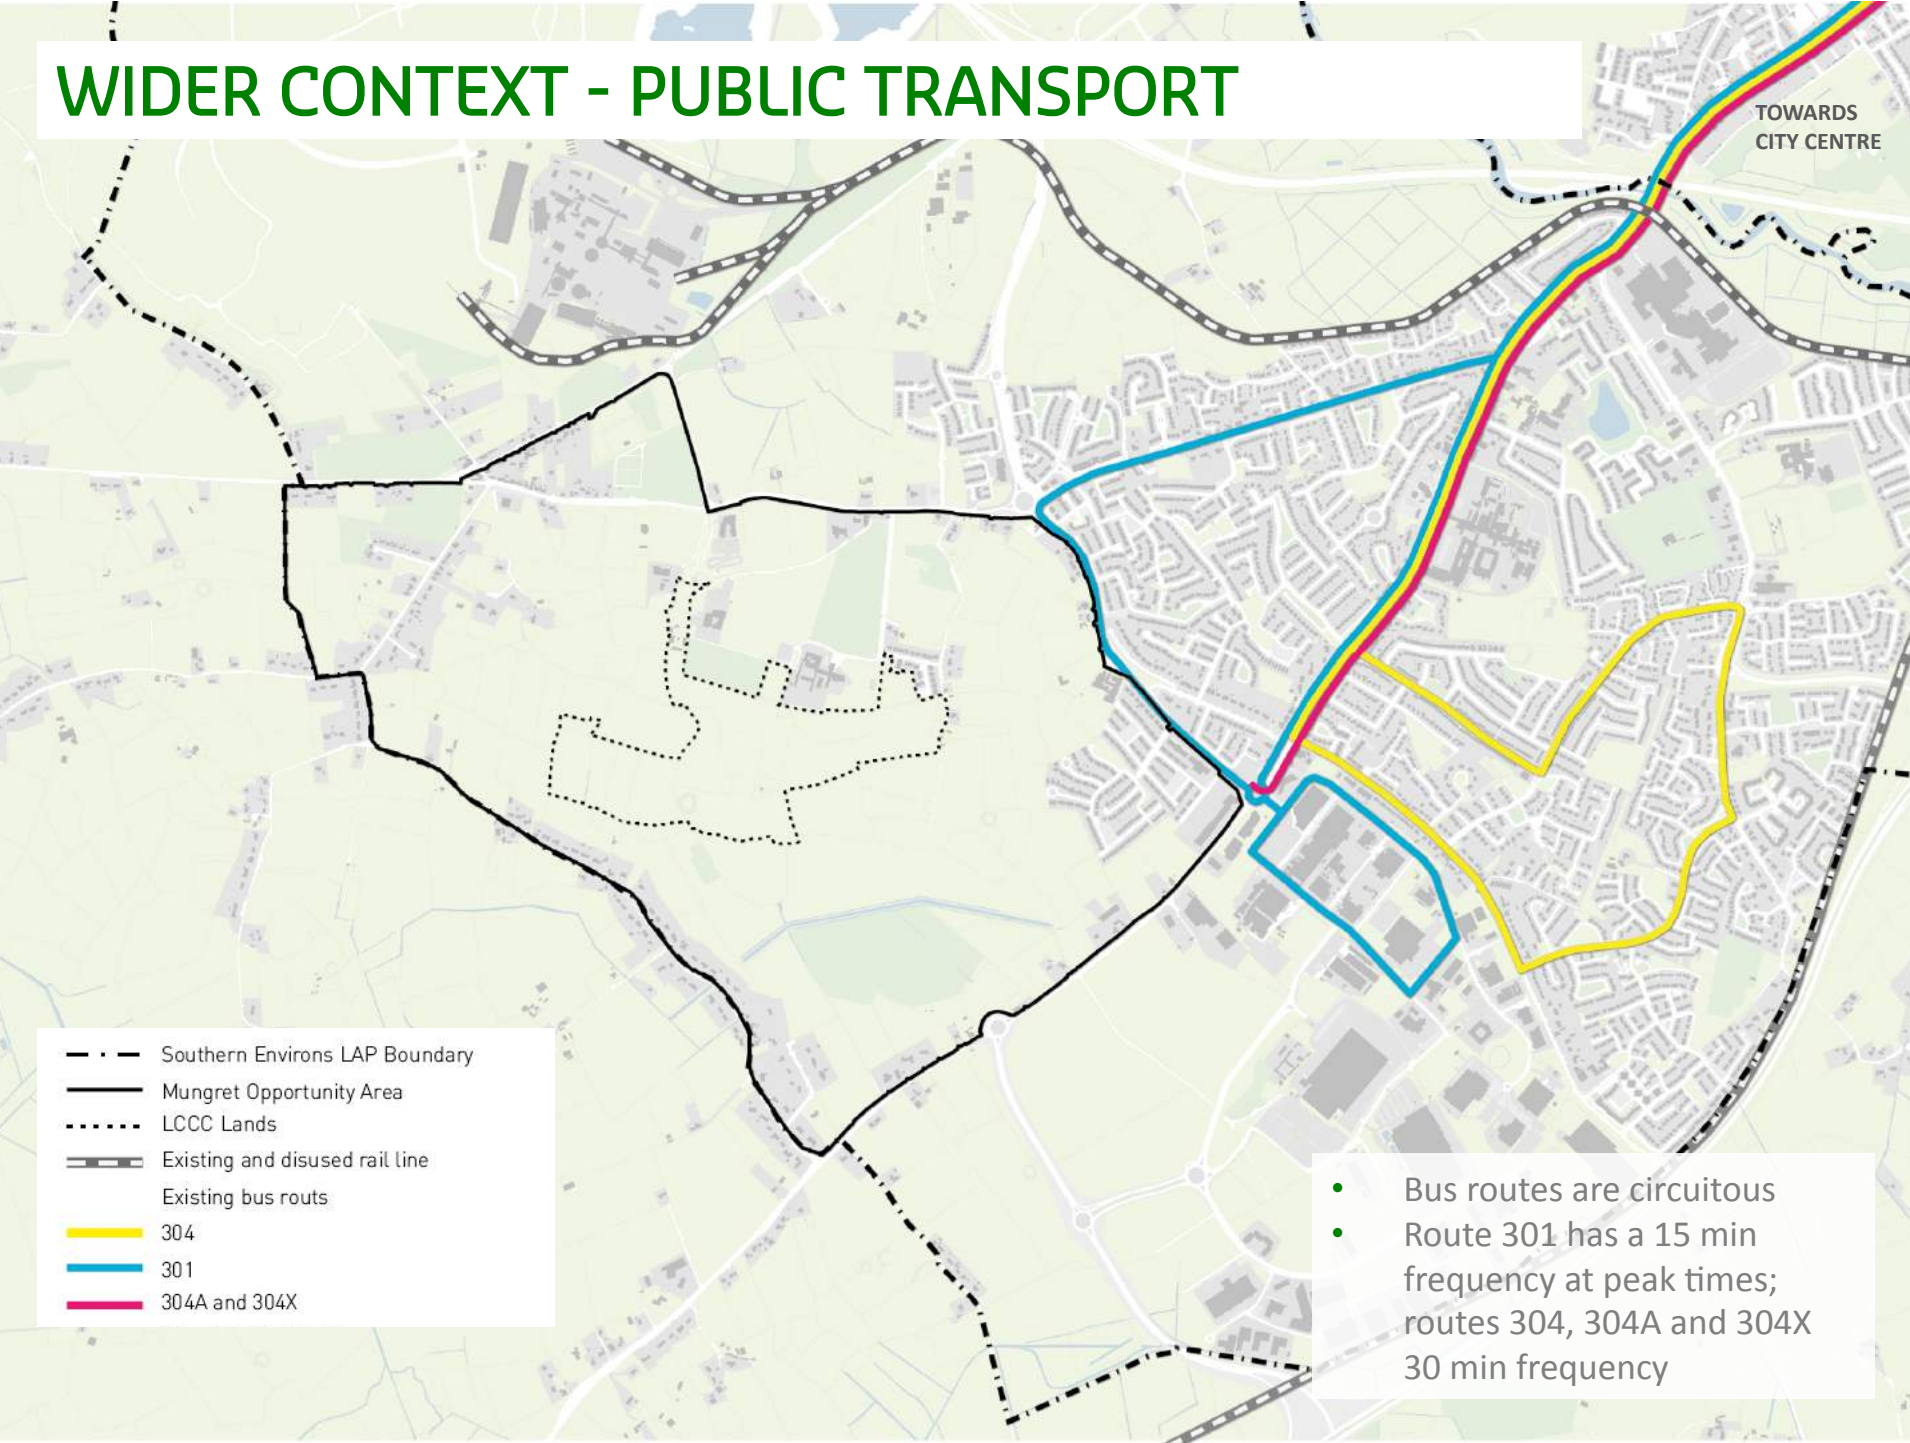 WIDER CONTEXT - PUBLIC TRANSPORT
TOWARDS
CITY CENTRE
Southern Environs LAP Boundary
Mungret Opportunity Area
LCCC Lands
Existing and disused rail line
Existing bus routs
304
301
304A and 304X
• Bus routes are circuitous
• Route 301 has a 15 min
frequency at peak times;
routes 304, 304A and 304X
30 min frequency